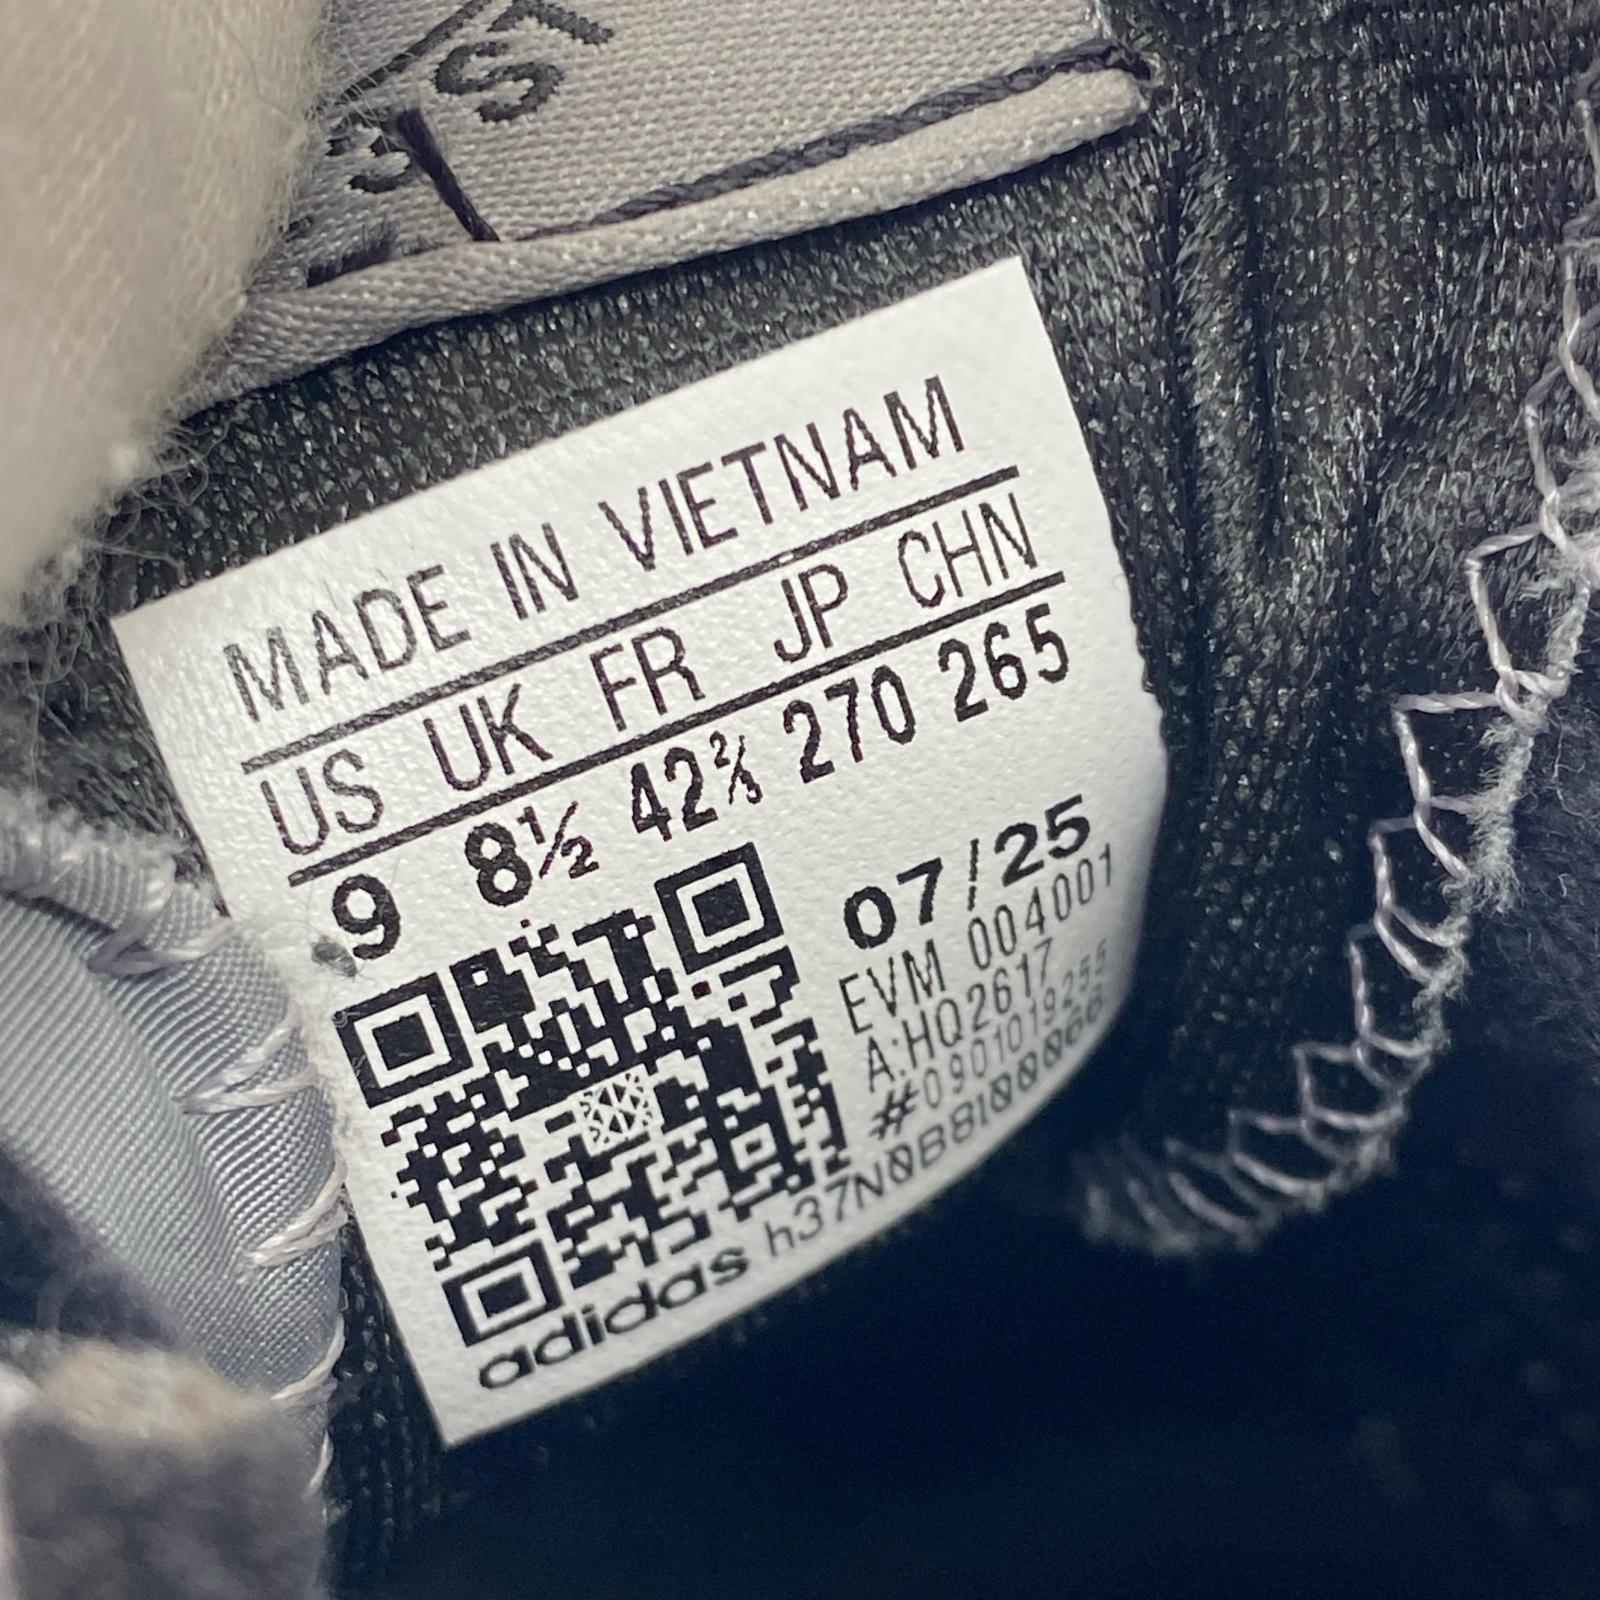 MADE IN VIETNAM
US UK FR JP CHN
9 8½ 42⅔ 270 265
07/25
EVM 004001
A:HQ2617
#0901019255
adidas h37N0B8100066